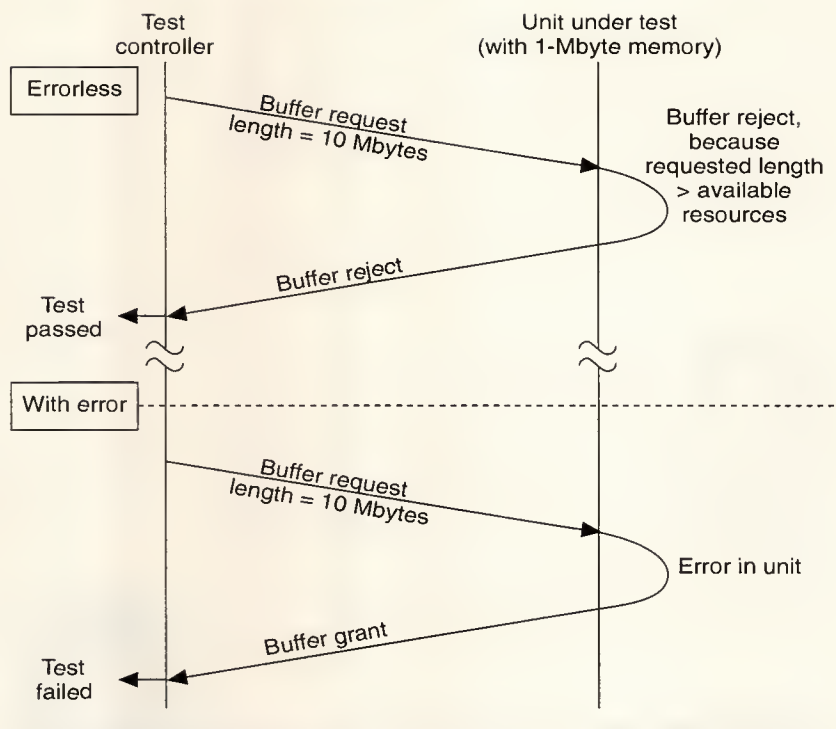 Test
controller
Unit under test
(with 1-Mbyte memory)
Errorless
Buffer request
length = 10 Mbytes
Buffer reject,
because
requested length
> available
resources
Buffer reject
Test
passed
With error
Buffer request
length = 10 Mbytes
Error in unit
Buffer grant
Test
failed